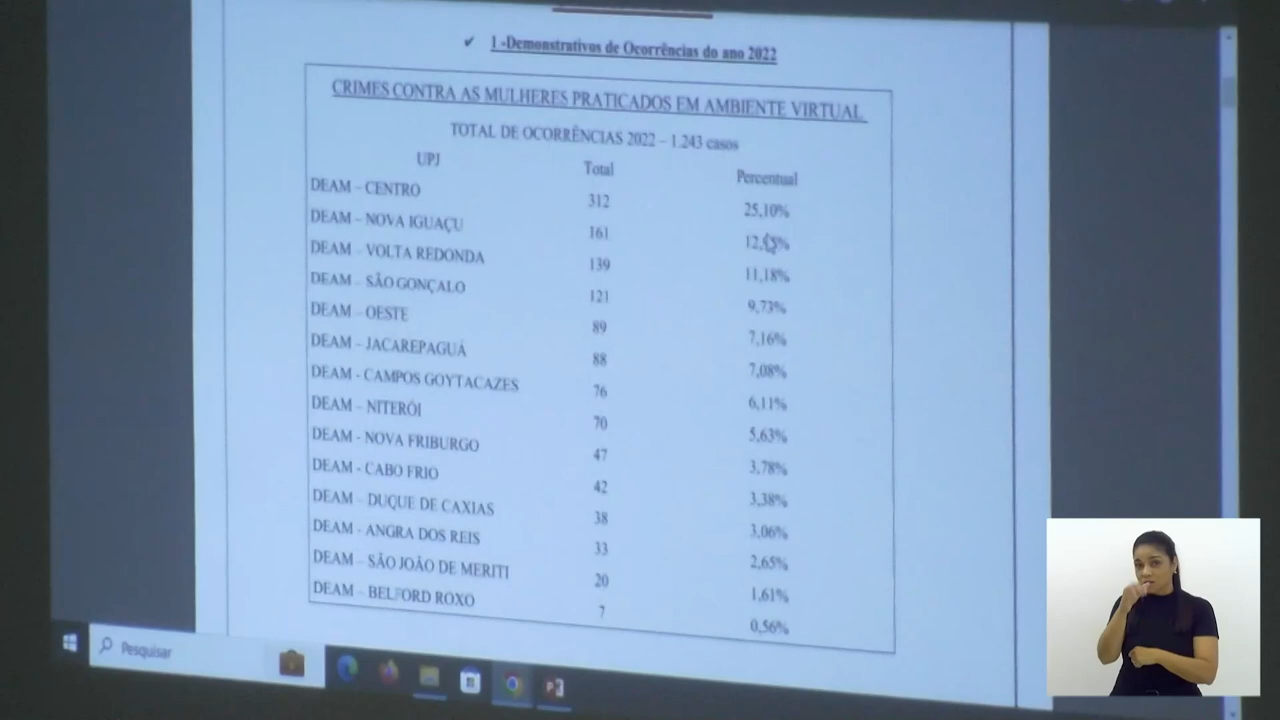 ✔ 1 -Demonstrativos de Ocorrências do ano 2022
CRIMES CONTRA AS MULHERES PRATICADOS EM AMBIENTE VIRTUAL
TOTAL DE OCORRÊNCIAS 2022 – 1.243 casos
UPJ Total Percentual
DEAM – CENTRO 312 25,10%
DEAM – NOVA IGUAÇU 161
DEAM – VOLTA REDONDA 139 11,18%
DEAM – SÃO GONÇALO 121 9,73%
DEAM – OESTE 89 7,16%
DEAM – JACAREPAGUÁ 88 7,08%
DEAM - CAMPOS GOYTACAZES 76 6,11%
DEAM – NITERÓI 70 5,63%
DEAM - NOVA FRIBURGO 47 3,78%
DEAM - CABO FRIO 42 3,38%
DEAM – DUQUE DE CAXIAS 38 3,06%
DEAM - ANGRA DOS REIS 33 2,65%
DEAM – SÃO JOÃO DE MERITI 20 1,61%
DEAM – BELFORD ROXO 7 0,56%
Pesquisar